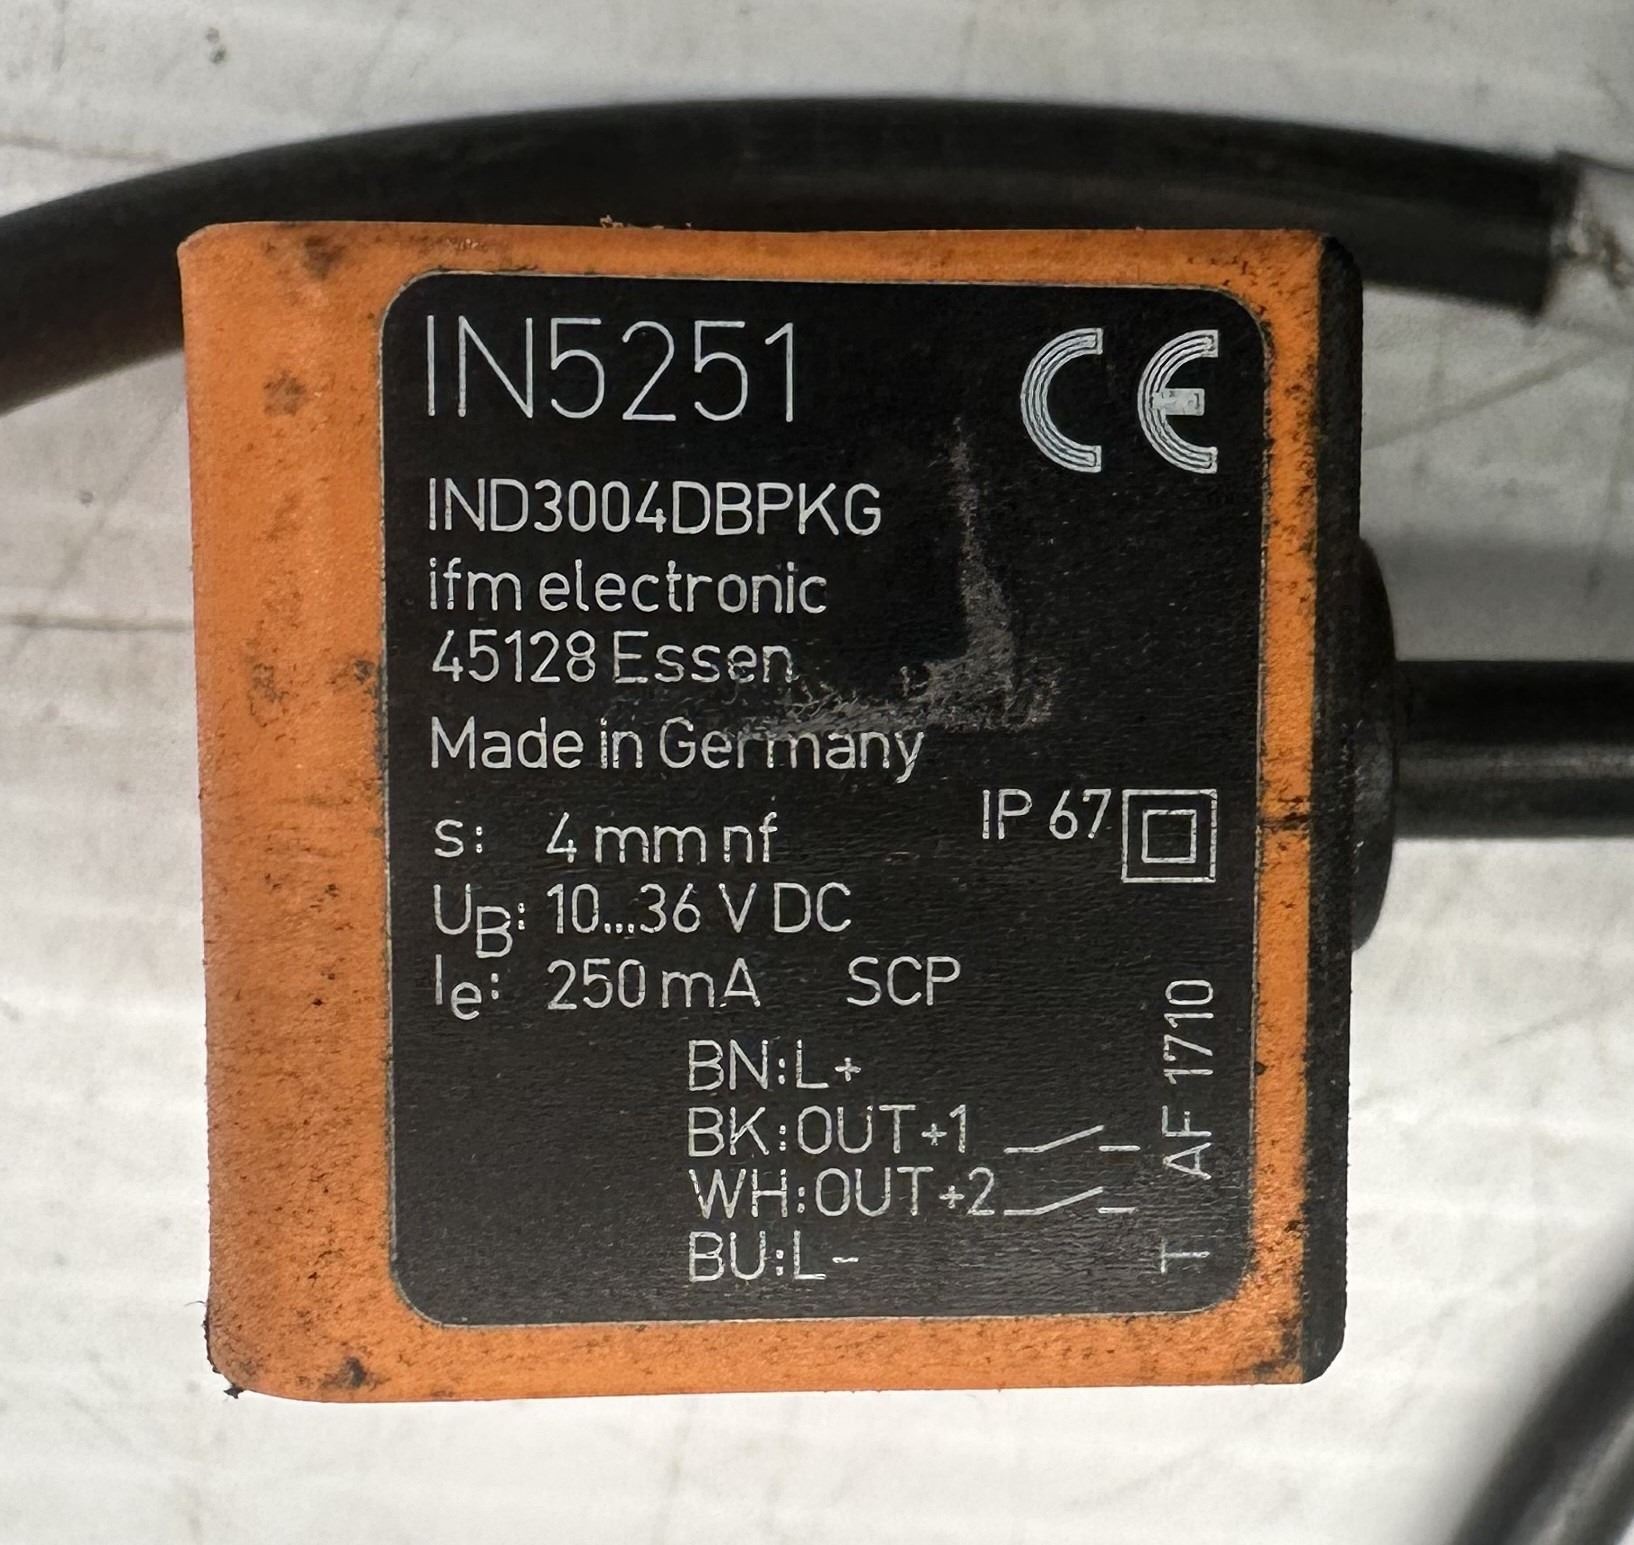 IN5251
CE
IND3004DBPKG
ifm electronic
45128 Essen
Made in Germany
IP 67
s: 4 mm nf
UB: 10...36 V DC
Ie: 250 mA SCP
BN:L+
BK:OUT+1
WH:OUT+2
BU:L-
T AF 1710